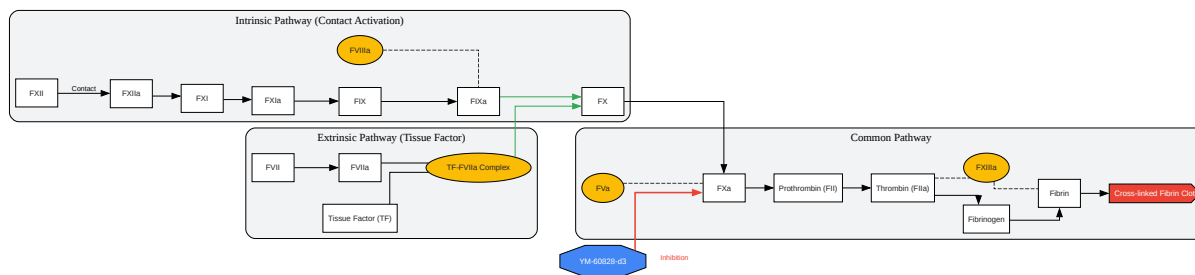 Intrinsic Pathway (Contact Activation)
FVIIIa
FXII
Contact
FXIIa
FXI
FXIa
FIX
FIXa
FX
Extrinsic Pathway (Tissue Factor)
FVII
FVIIa
TF-FVIIa Complex
Tissue Factor (TF)
Common Pathway
FVa
FXa
Prothrombin (FII)
Thrombin (FIIa)
FXIIIa
Fibrinogen
Fibrin
Cross-linked Fibrin Clot
YM-60828-d3
Inhibition